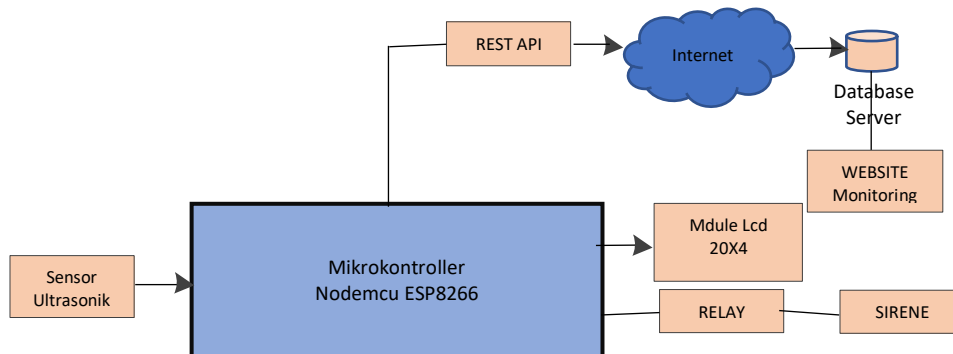 REST API
Internet
Database
Server
WEBSITE
Monitoring
Mdule Lcd
20X4
Mikrokontroller
Nodemcu ESP8266
Sensor
Ultrasonik
RELAY
SIRENE